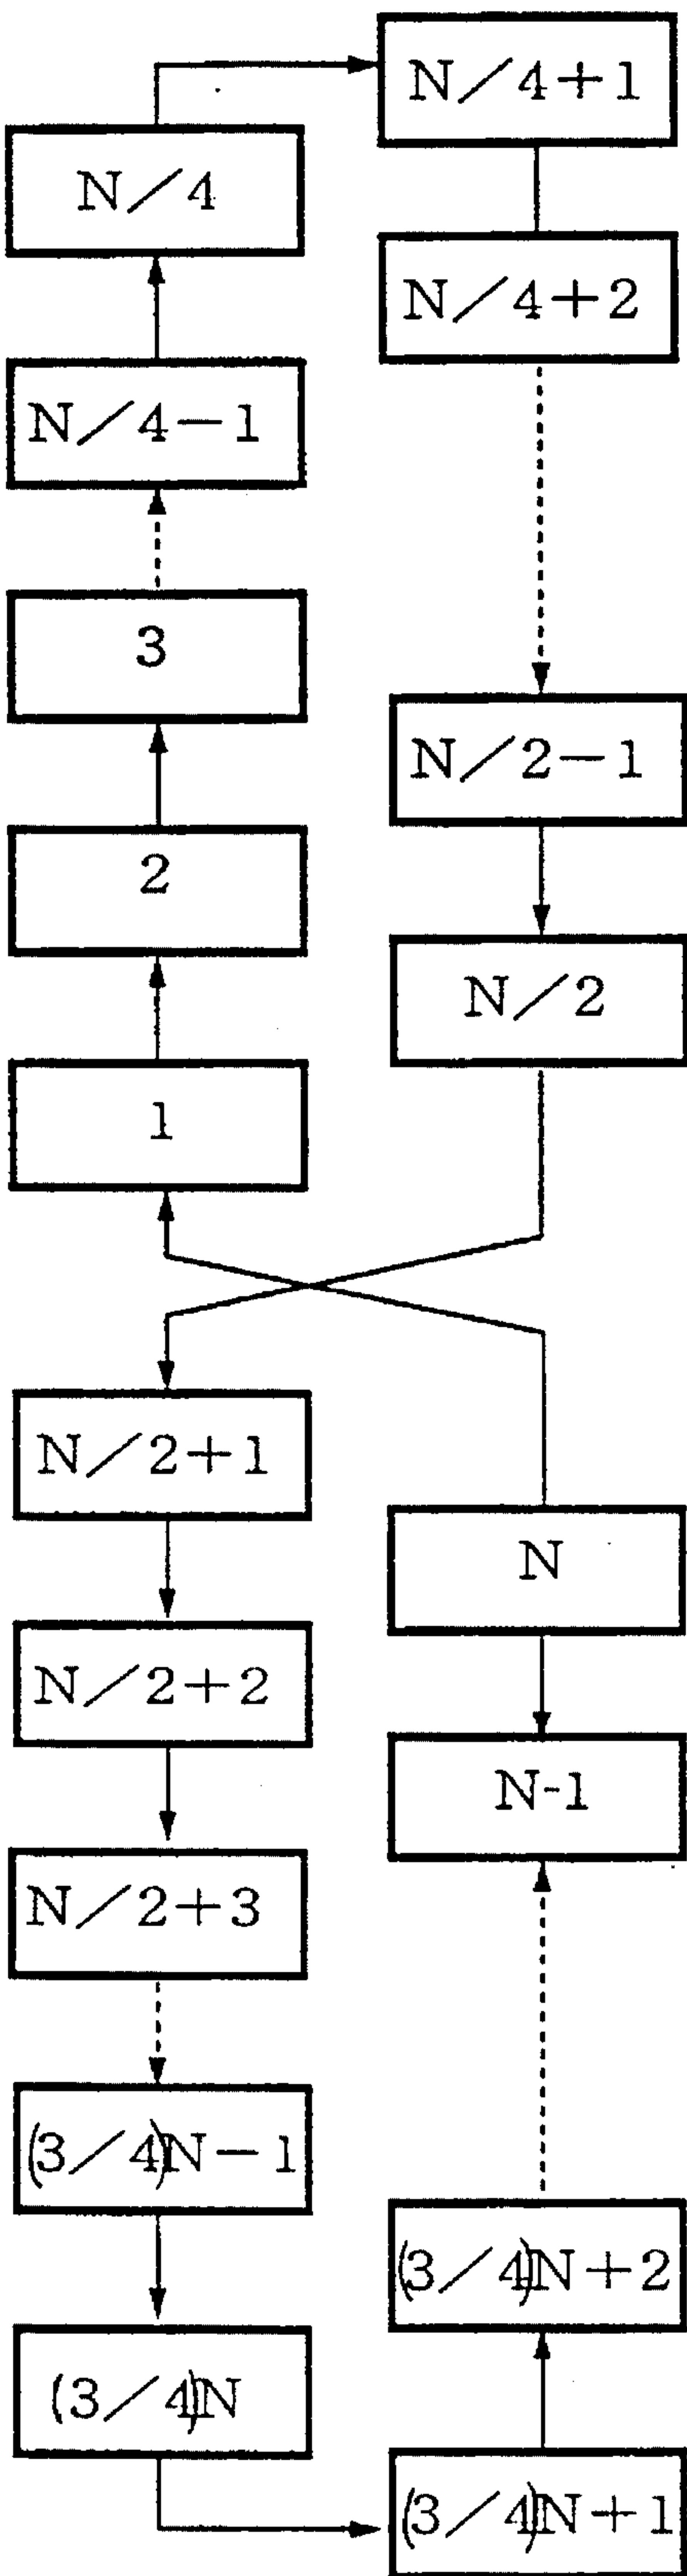 N/4+1
N/4
N/4+2
N/4-1
3
N/2-1
2
N/2
1
N/2+1
N
N/2+2
N-1
N/2+3
(3/4)N-1
(3/4)N+2
(3/4)N
(3/4)N+1